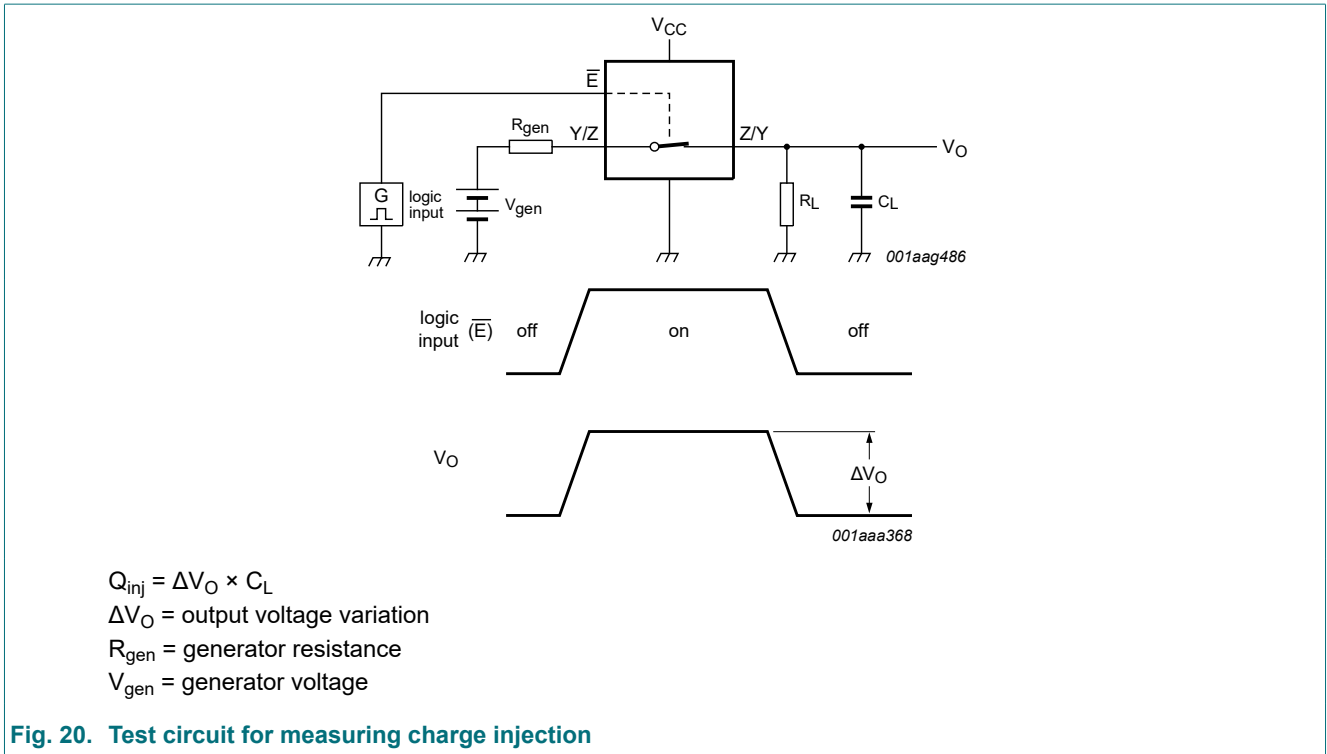 VCC
E̅
Rgen
Y/Z
Z/Y
VO
G
logic
input
Vgen
RL
CL
001aag486
logic
input
(E̅)
off
on
off
VO
ΔVO
001aaa368
Qinj = ΔVO × CL
ΔVO = output voltage variation
Rgen = generator resistance
Vgen = generator voltage
Fig. 20. Test circuit for measuring charge injection